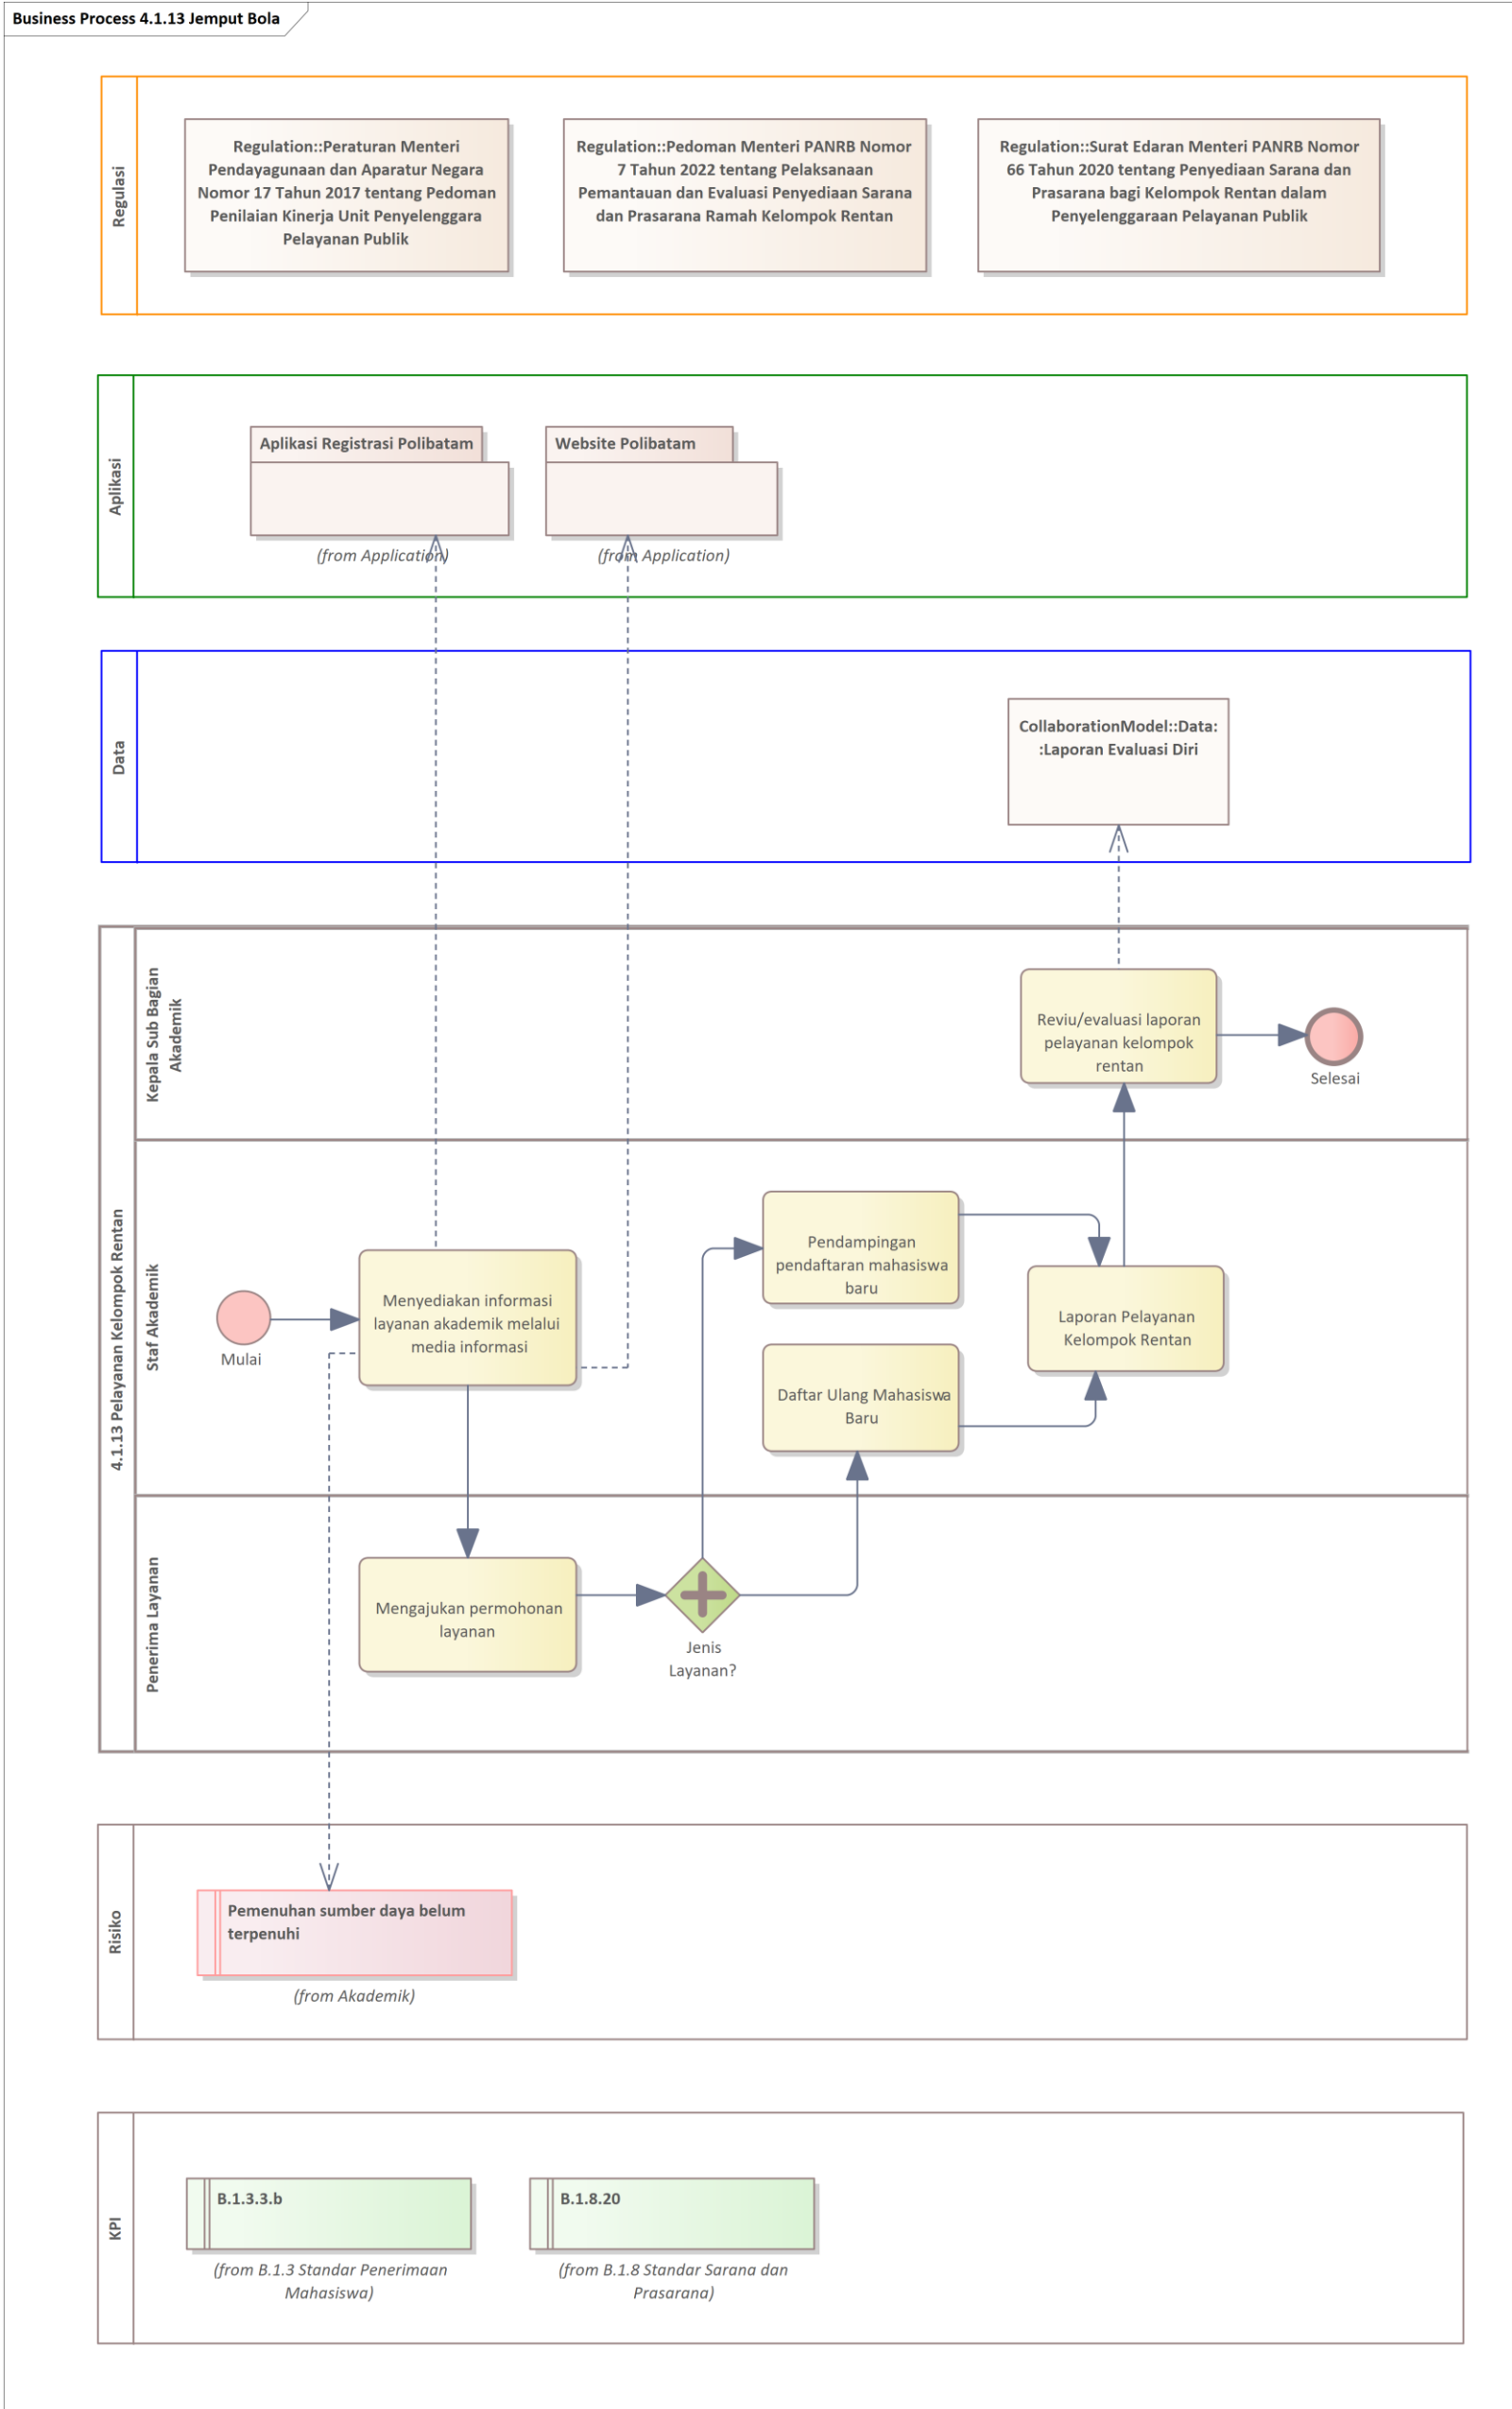 Business Process 4.1.13 Jemput Bola
Regulasi
Regulation::Peraturan Menteri
Pendayagunaan dan Aparatur Negara
Nomor 17 Tahun 2017 tentang Pedoman
Penilaian Kinerja Unit Penyelenggara
Pelayanan Publik
Regulation::Pedoman Menteri PANRB Nomor
7 Tahun 2022 tentang Pelaksanaan
Pemantauan dan Evaluasi Penyediaan Sarana
dan Prasarana Ramah Kelompok Rentan
Regulation::Surat Edaran Menteri PANRB Nomor
66 Tahun 2020 tentang Penyediaan Sarana dan
Prasarana bagi Kelompok Rentan dalam
Penyelenggaraan Pelayanan Publik
Aplikasi
Aplikasi Registrasi Polibatam
(from Application)
Website Polibatam
(from Application)
Data
CollaborationModel::Data:
:Laporan Evaluasi Diri
4.1.13 Pelayanan Kelompok Rentan
Kepala Sub Bagian
Akademik
Reviu/evaluasi laporan
pelayanan kelompok
rentan
Selesai
Staf Akademik
Mulai
Menyediakan informasi
layanan akademik melalui
media informasi
Pendampingan
pendaftaran mahasiswa
baru
Daftar Ulang Mahasiswa
Baru
Laporan Pelayanan
Kelompok Rentan
Penerima Layanan
Mengajukan permohonan
layanan
Jenis
Layanan?
Risiko
Pemenuhan sumber daya belum
terpenuhi
(from Akademik)
KPI
B.1.3.3.b
(from B.1.3 Standar Penerimaan
Mahasiswa)
B.1.8.20
(from B.1.8 Standar Sarana dan
Prasarana)